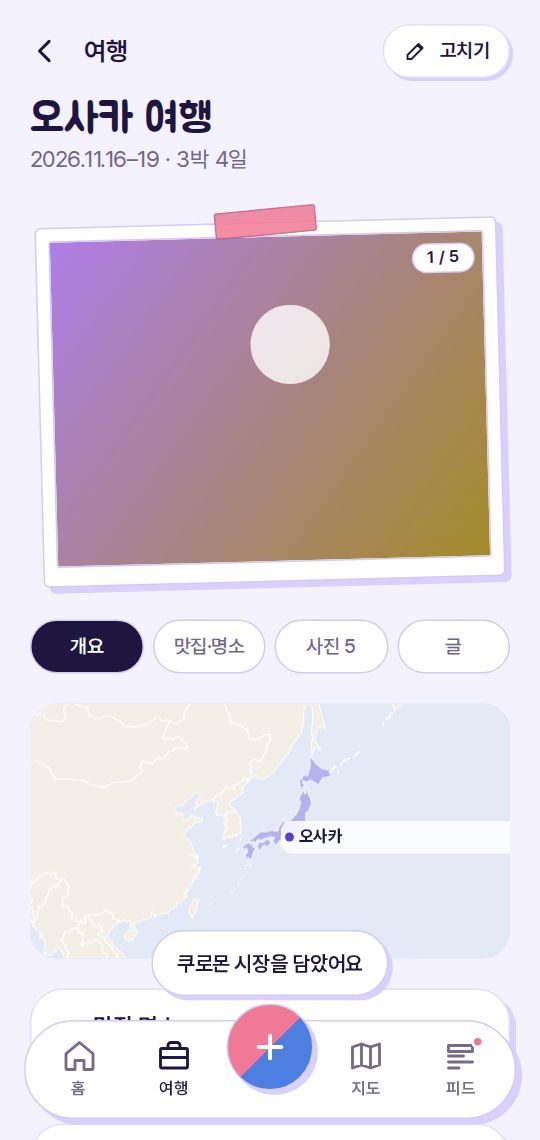 여행
고치기
오사카 여행
2026.11.16–19 · 3박 4일
1 / 5
개요
맛집·명소
사진 5
글
오사카
쿠로몬 시장을 담았어요
홈
여행
지도
피드